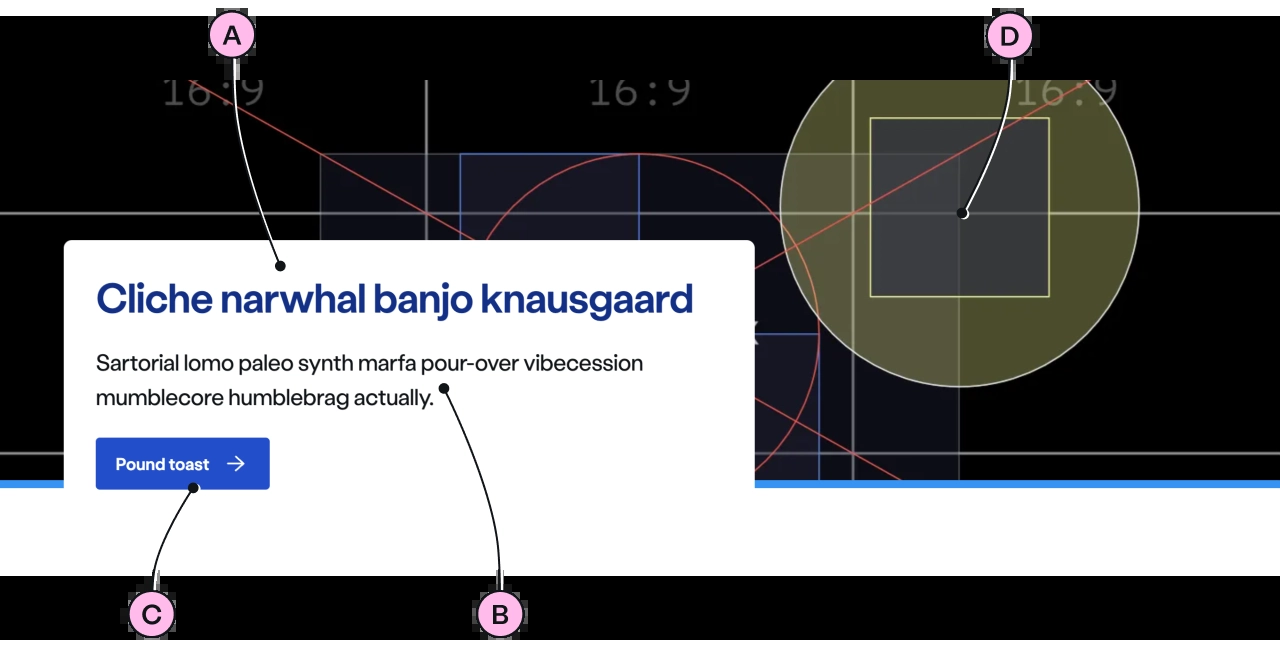 A
D
16:9
16:9
16:9
Cliche narwhal banjo knausgaard
Sartorial lomo paleo synth marfa pour-over vibecession
mumblecore humblebrag actually.
Pound toast
C
B